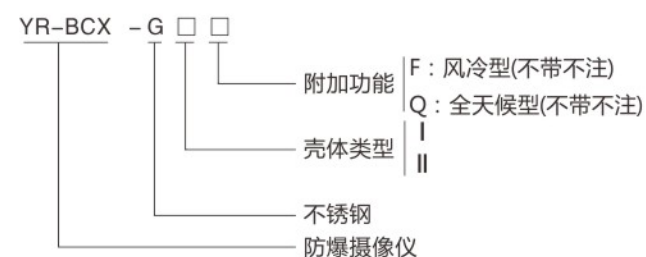 YR-BCX -G □ □
附加功能
F：风冷型(不带不注)
Q：全天候型(不带不注)
壳体类型
Ⅰ
Ⅱ
不锈钢
防爆摄像仪